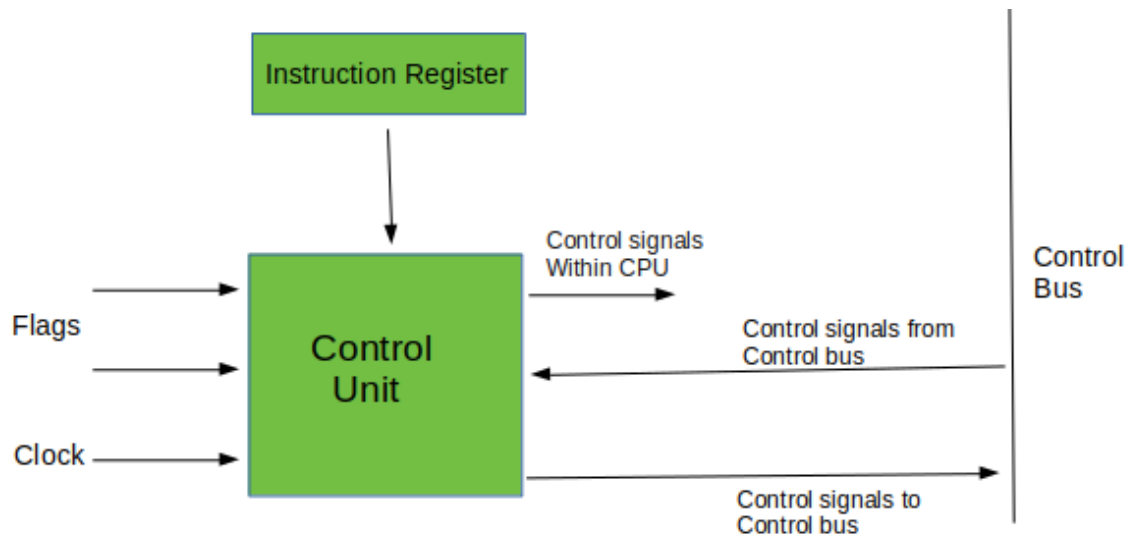 Instruction Register
Control signals
Within CPU
Control
Bus
Flags
Control signals from
Control bus
Control
Unit
Clock
Control signals to
Control bus